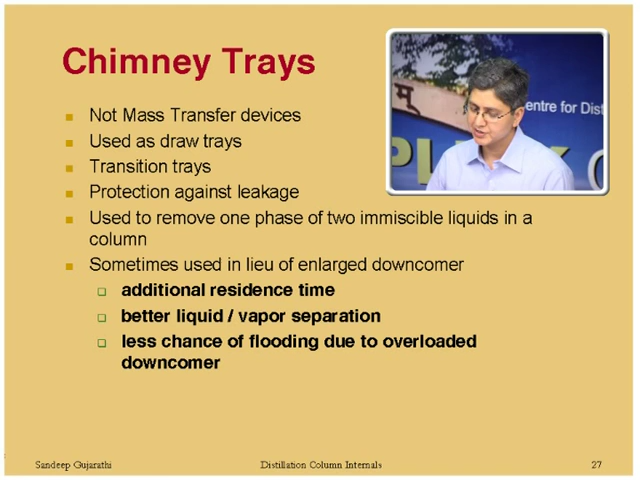 Chimney Trays
Not Mass Transfer devices
Used as draw trays
Transition trays
Protection against leakage
Used to remove one phase of two immiscible liquids in a
column
Sometimes used in lieu of enlarged downcomer
additional residence time
better liquid / vapor separation
less chance of flooding due to overloaded
downcomer
म्
entre for Dist
Sandeep Gujarathi
Distillation Column Internals
27